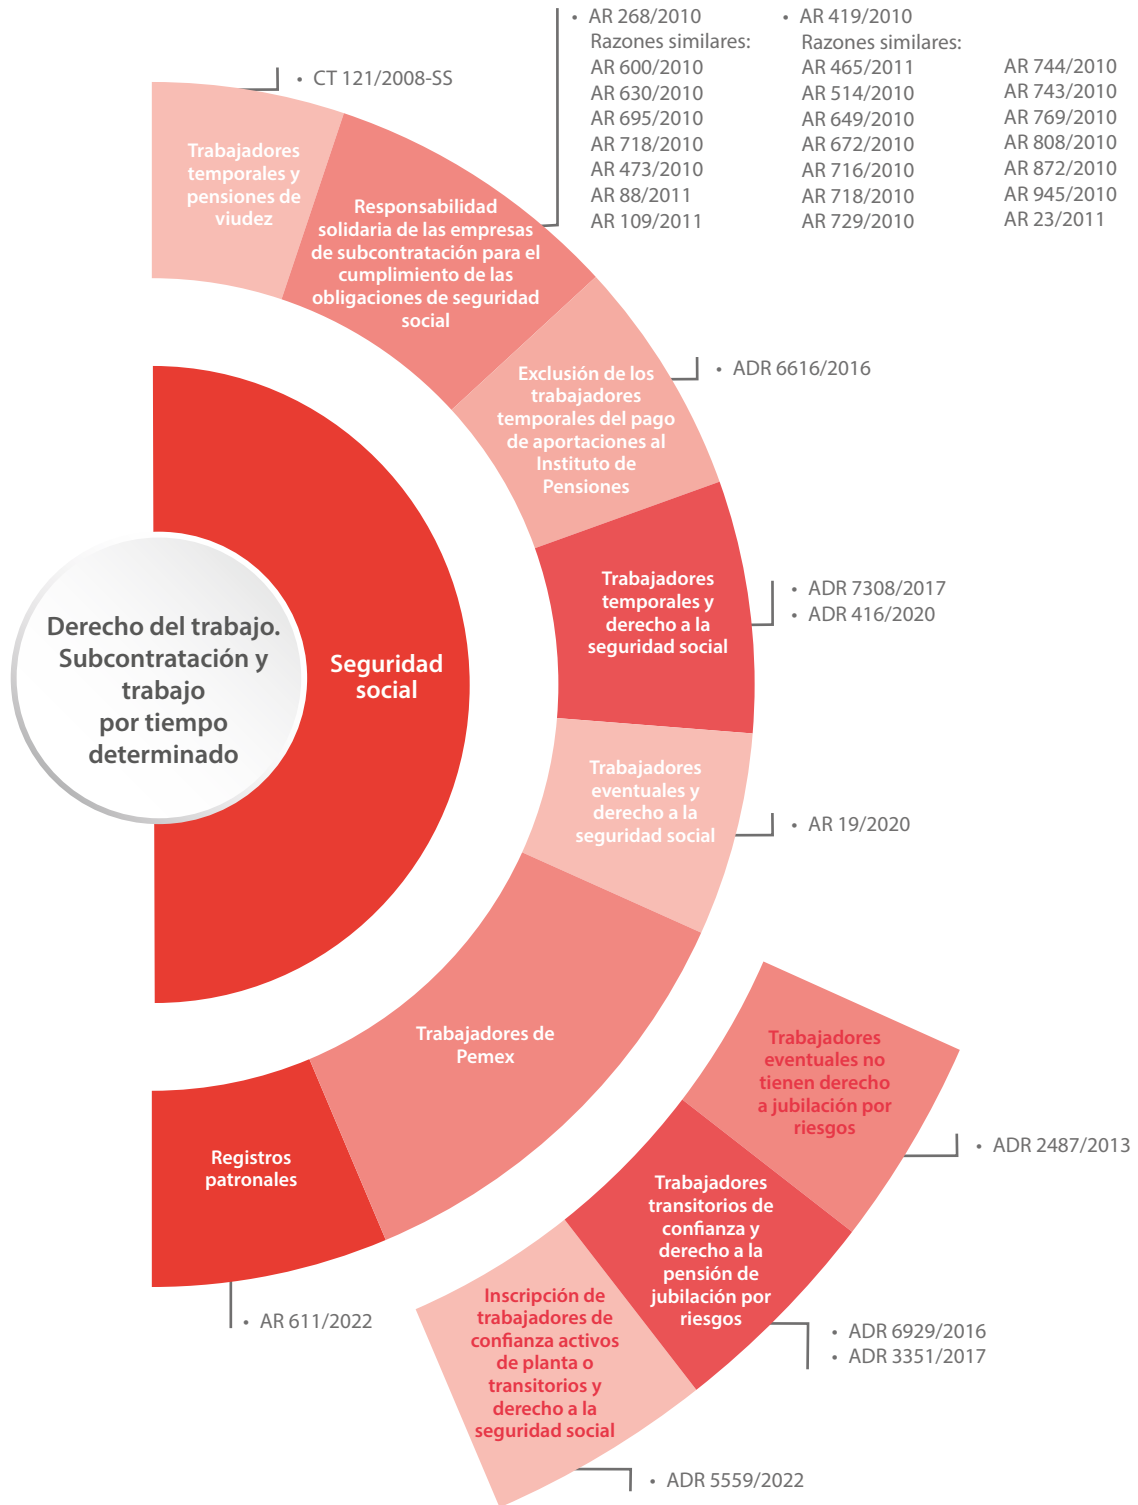 • AR 268/2010
Razones similares:
AR 600/2010
AR 630/2010
AR 695/2010
AR 718/2010
AR 473/2010
AR 88/2011
AR 109/2011
• AR 419/2010
Razones similares:
AR 465/2011
AR 514/2010
AR 649/2010
AR 672/2010
AR 716/2010
AR 718/2010
AR 729/2010
AR 744/2010
AR 743/2010
AR 769/2010
AR 808/2010
AR 872/2010
AR 945/2010
AR 23/2011
• CT 121/2008-SS
Trabajadores
temporales y
pensiones de
viudez
Responsabilidad
solidaria de las empresas
de subcontratación para el
cumplimiento de las
obligaciones de seguridad
social
Exclusión de los
trabajadores
temporales del pago
de aportaciones al
Instituto de
Pensiones
• ADR 6616/2016
Trabajadores
temporales y
derecho a la
seguridad social
• ADR 7308/2017
• ADR 416/2020
Derecho del trabajo.
Subcontratación y
trabajo
por tiempo
determinado
Seguridad
social
Trabajadores
eventuales y
derecho a la
seguridad social
• AR 19/2020
Trabajadores de
Pemex
Trabajadores
eventuales no
tienen derecho
a jubilación por
riesgos
• ADR 2487/2013
Registros
patronales
• AR 611/2022
Trabajadores
transitorios de
confianza y
derecho a la
pensión de
jubilación por
riesgos
• ADR 6929/2016
• ADR 3351/2017
Inscripción de
trabajadores de
confianza activos
de planta o
transitorios y
derecho a la
seguridad social
• ADR 5559/2022